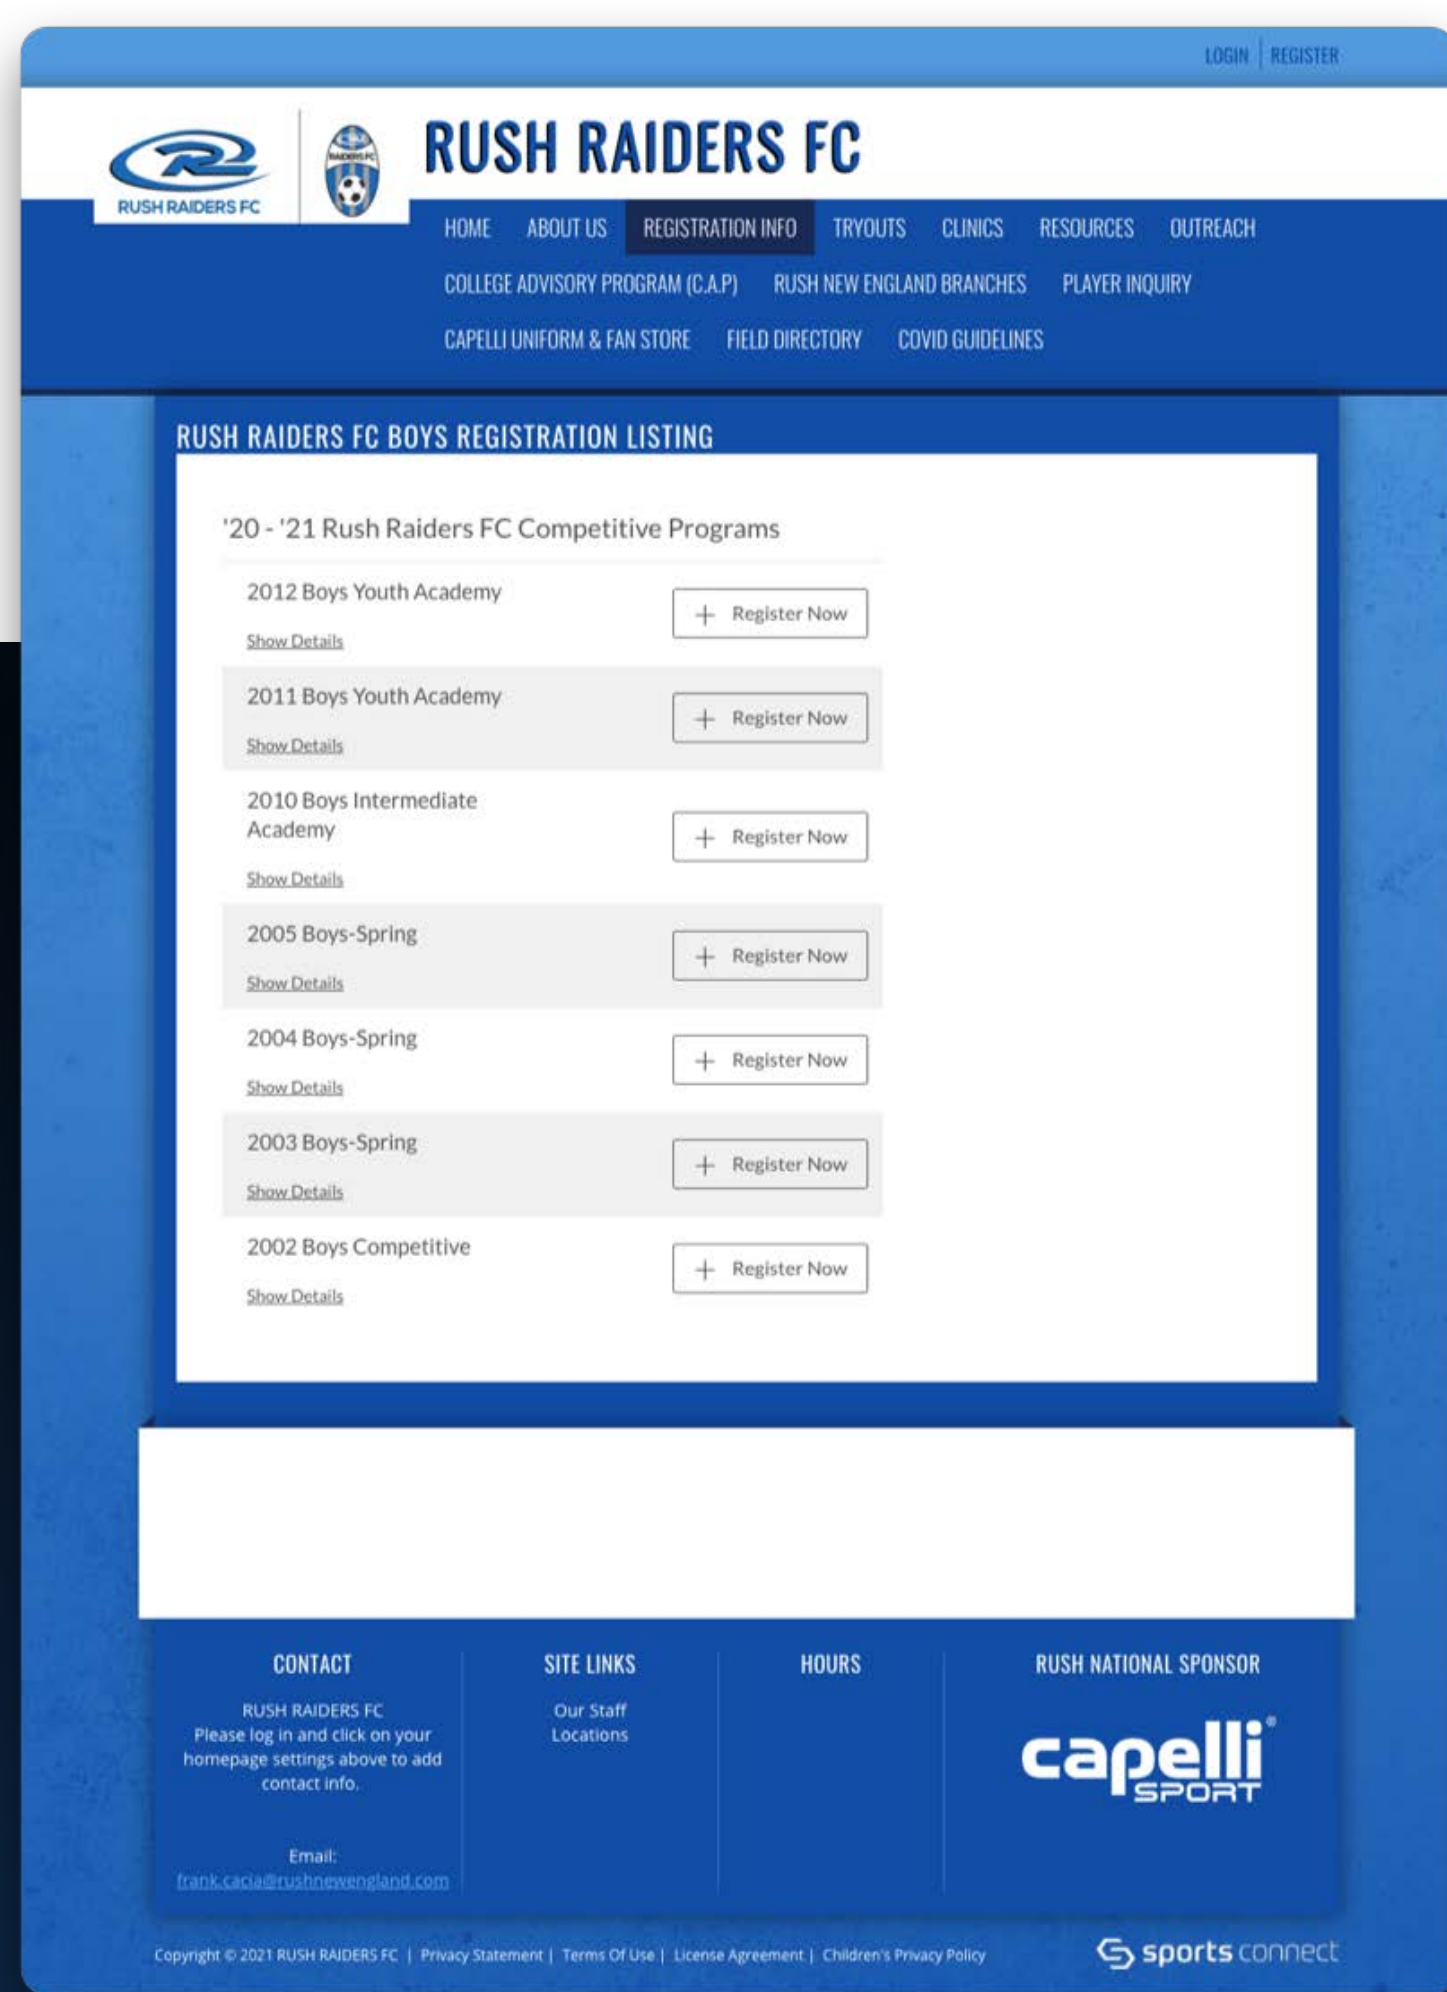 LOGIN | REGISTER
RUSH RAIDERS FC
RAIDERS FC
RUSH RAIDERS FC
HOME ABOUT US REGISTRATION INFO TRYOUTS CLINICS RESOURCES OUTREACH
COLLEGE ADVISORY PROGRAM (C.A.P) RUSH NEW ENGLAND BRANCHES PLAYER INQUIRY
CAPELLI UNIFORM & FAN STORE FIELD DIRECTORY COVID GUIDELINES
RUSH RAIDERS FC BOYS REGISTRATION LISTING
'20 - '21 Rush Raiders FC Competitive Programs
2012 Boys Youth Academy
+ Register Now
Show Details
2011 Boys Youth Academy
+ Register Now
Show Details
2010 Boys Intermediate
Academy
+ Register Now
Show Details
2005 Boys-Spring
+ Register Now
Show Details
2004 Boys-Spring
+ Register Now
Show Details
2003 Boys-Spring
+ Register Now
Show Details
2002 Boys Competitive
+ Register Now
Show Details
CONTACT
RUSH RAIDERS FC
Please log in and click on your
homepage settings above to add
contact info.
Email:
frank.cacia@rushnewengland.com
SITE LINKS
Our Staff
Locations
HOURS
RUSH NATIONAL SPONSOR
capelli®
SPORT
Copyright © 2021 RUSH RAIDERS FC | Privacy Statement | Terms Of Use | License Agreement | Children's Privacy Policy
sports connect